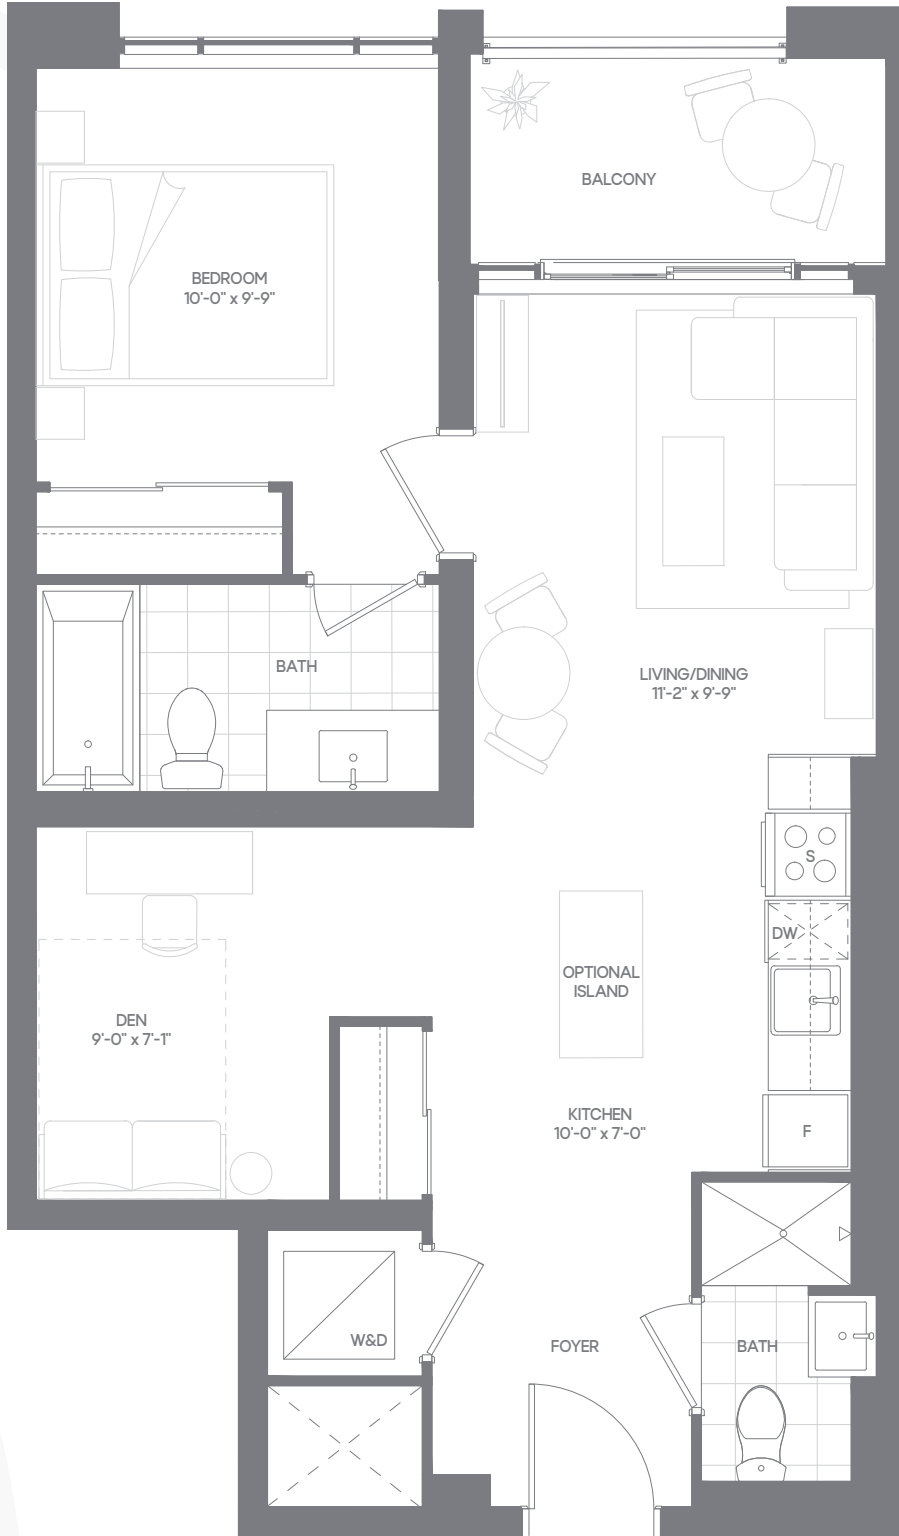 BALCONY
BEDROOM
10'-0" x 9'-9"
BATH
LIVING/DINING
11'-2" x 9'-9"
S
DW
OPTIONAL
ISLAND
DEN
9'-0" x 7'-1"
KITCHEN
10'-0" x 7'-0"
F
W&D
FOYER
BATH